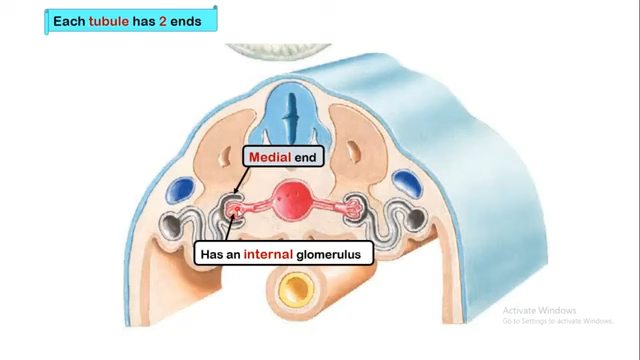 Each tubule has 2 ends
Medial end
Has an internal glomerulus
Activate Windows
Go to Settings to activate Windows.